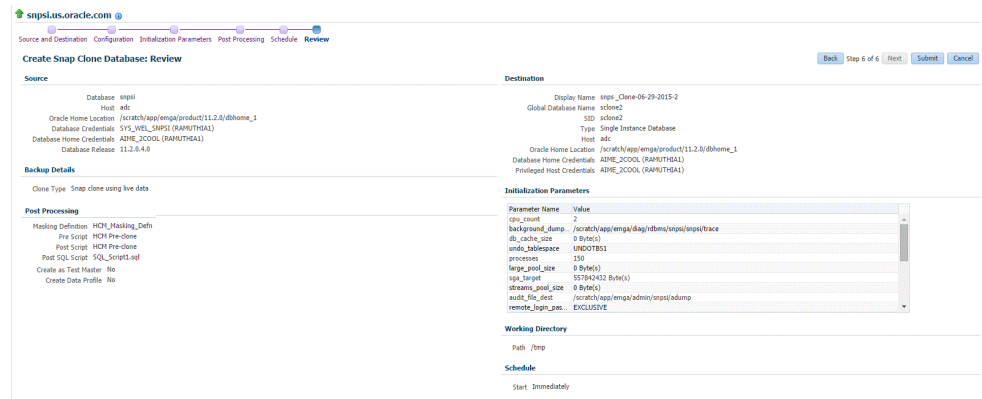 snpsi.us.oracle.com
Source and Destination Configuration Initialization Parameters Post Processing Schedule Review
Create Snap Clone Database: Review
Back Step 6 of 6 Next Submit Cancel
Source
Database snpsi
Host adc
Oracle Home Location /scratch/app/emga/product/11.2.0/dbhome_1
Database Credentials SYS_WEL_SNPSI (RAMUTHIA1)
Database Home Credentials AIME_2COOL (RAMUTHIA1)
Database Release 11.2.0.4.0
Backup Details
Clone Type Snap clone using live data
Post Processing
Masking Definition HCM_Masking_Defn
Pre Script HCM Pre-clone
Post Script HCM Pre-clone
Post SQL Script SQL_Script1.sql
Create as Test Master No
Create Data Profile No
Destination
Display Name snps _Clone-06-29-2015-2
Global Database Name sclone2
SID sclone2
Type Single Instance Database
Host adc
Oracle Home Location /scratch/app/emga/product/11.2.0/dbhome_1
Database Home Credentials AIME_2COOL (RAMUTHIA1)
Privileged Host Credentials AIME_2COOL (RAMUTHIA1)
Initialization Parameters
Parameter Name Value
cpu_count 2
background_dump... /scratch/app/emga/diag/rdbms/snpsi/snpsi/trace
db_cache_size 0 Byte(s)
undo_tablespace UNDOTBS1
processes 150
large_pool_size 0 Byte(s)
sga_target 557842432 Byte(s)
streams_pool_size 0 Byte(s)
audit_file_dest /scratch/app/emga/admin/snpsi/adump
remote_login_pas... EXCLUSIVE
Working Directory
Path /tmp
Schedule
Start Immediately